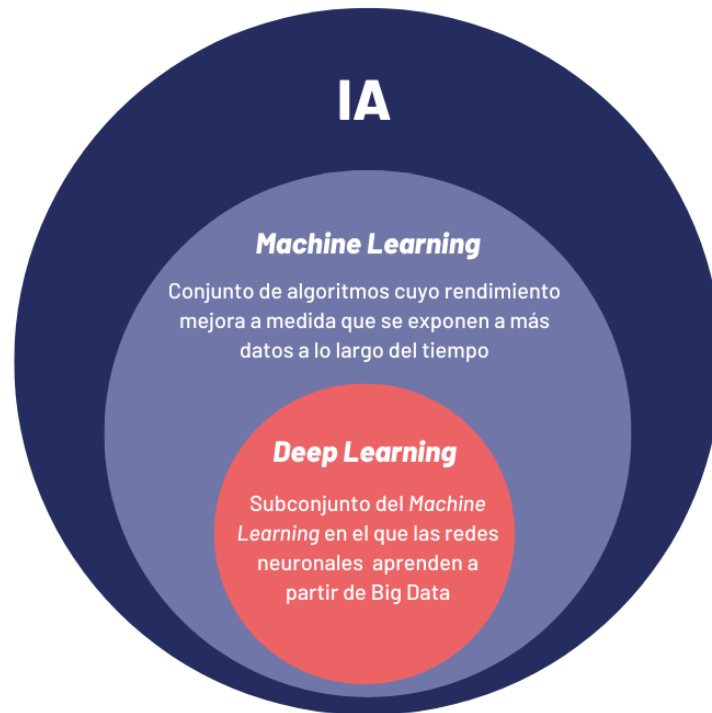 IA
Machine Learning
Conjunto de algoritmos cuyo rendimiento
mejora a medida que se exponen a más
datos a lo largo del tiempo
Deep Learning
Subconjunto del Machine
Learning en el que las redes
neuronales aprenden a
partir de Big Data